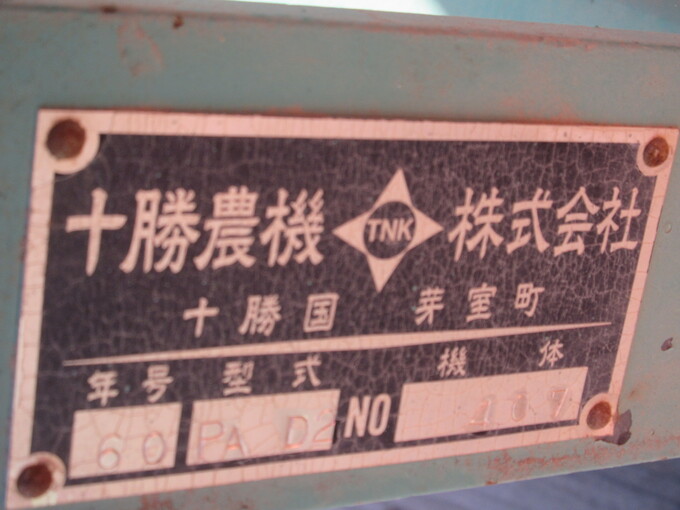 十勝農機 TNK 株式会社
十勝国 芽室町
年号 型式 機体
60 PA D2 NO